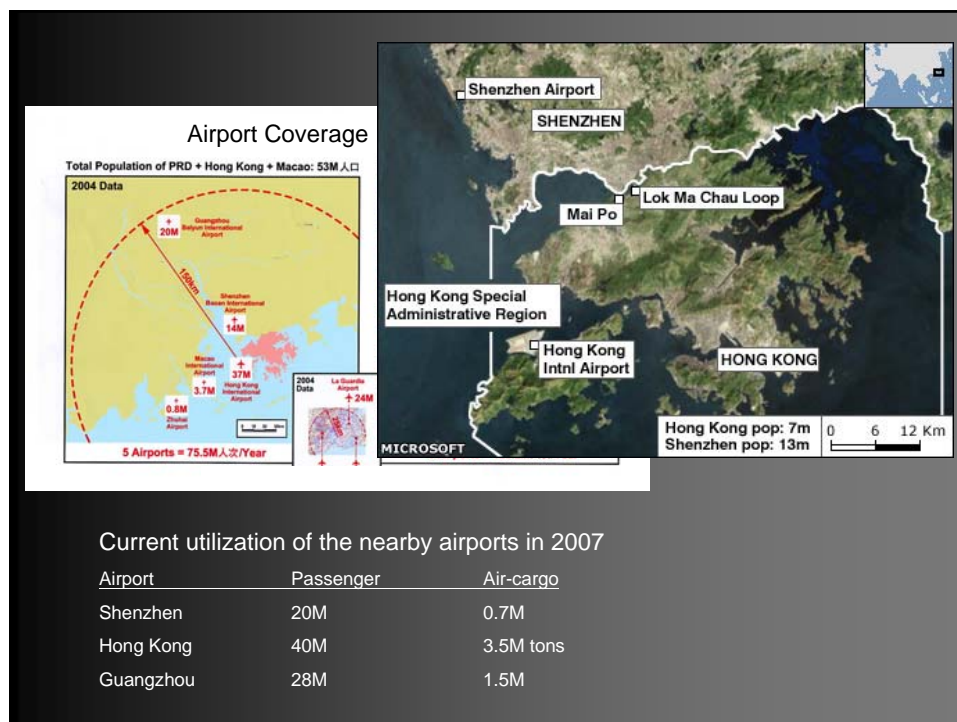 Airport Coverage
Total Population of PRD + Hong Kong + Macao: 53M人口
2004 Data
20M
Guangzhou
Baiyun International
Airport
150km
Shenzhen
Baoan International
Airport
14M
Macao
International
Airport
3.7M
37M
Hong Kong
International
Airport
0.8M
Zhuhai
Airport
5 Airports = 75.5M人次/Year
2004
Data
La Guardia
Airport
24M
Shenzhen Airport
SHENZHEN
Lok Ma Chau Loop
Mai Po
Hong Kong Special
Administrative Region
Hong Kong
Intnl Airport
HONG KONG
MICROSOFT
Hong Kong pop: 7m
Shenzhen pop: 13m
0 6 12 Km
Current utilization of the nearby airports in 2007
Airport Passenger Air-cargo
Shenzhen 20M 0.7M
Hong Kong 40M 3.5M tons
Guangzhou 28M 1.5M